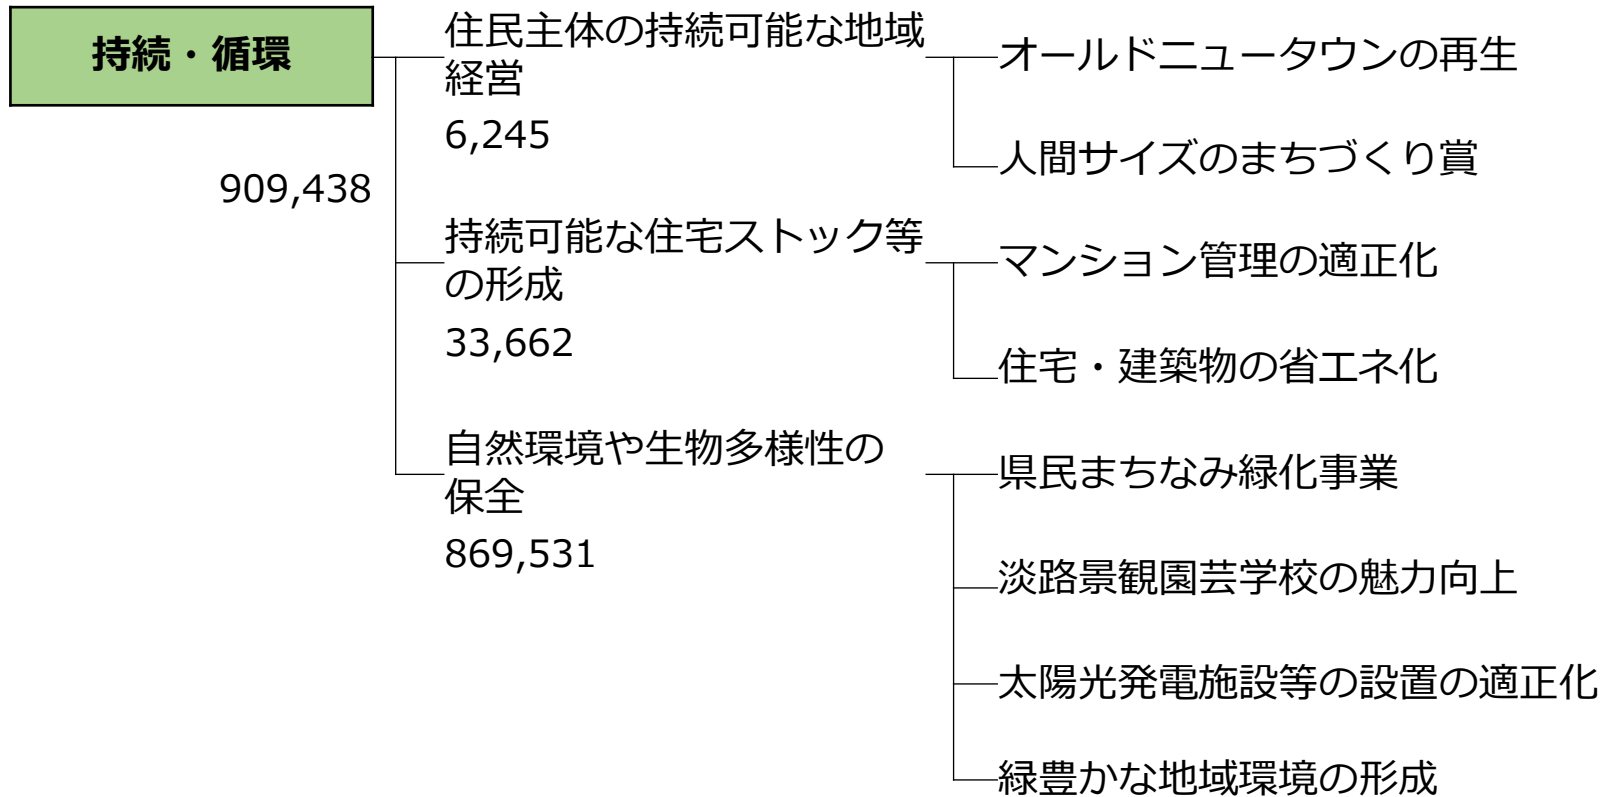 持続・循環
909,438
住民主体の持続可能な地域
経営
6,245
オールドニュータウンの再生
人間サイズのまちづくり賞
持続可能な住宅ストック等
の形成
33,662
マンション管理の適正化
住宅・建築物の省エネ化
自然環境や生物多様性の
保全
869,531
県民まちなみ緑化事業
淡路景観園芸学校の魅力向上
太陽光発電施設等の設置の適正化
緑豊かな地域環境の形成